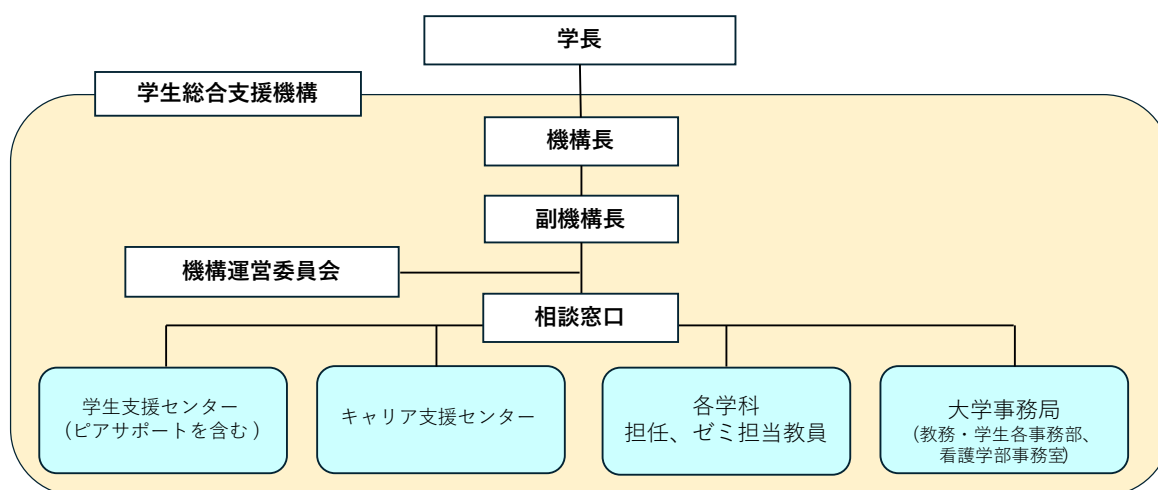 学長
学生総合支援機構
機構長
副機構長
機構運営委員会
相談窓口
学生支援センター
(ピアサポートを含む)
キャリア支援センター
各学科
担任、ゼミ担当教員
大学事務局
(教務・学生各事務部、
看護学部事務室)